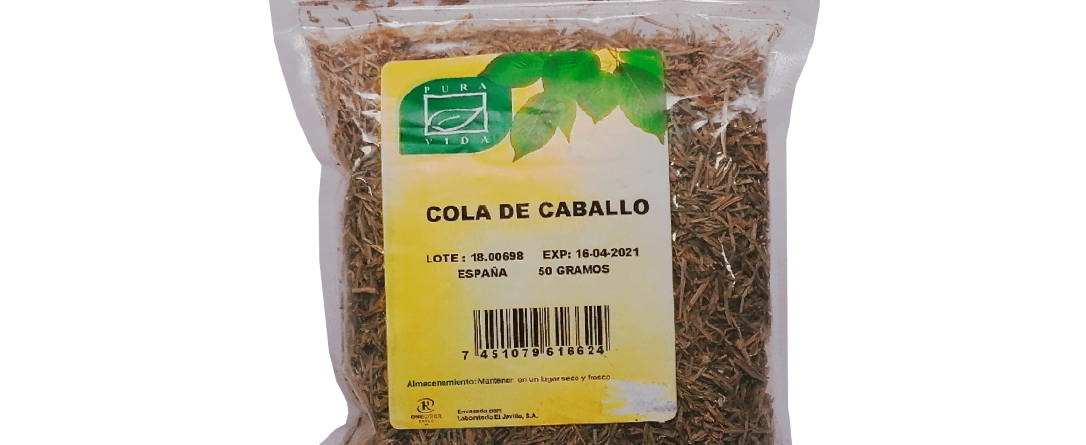 PURA
VIDA
COLA DE CABALLO
LOTE : 18.00698 EXP: 16-04-2021
ESPAÑA 50 GRAMOS
7 451079 616624
Almacenamiento: Mantener en un lugar seco y fresco
Envasado por:
Laboratorio El Javillo, S.A.